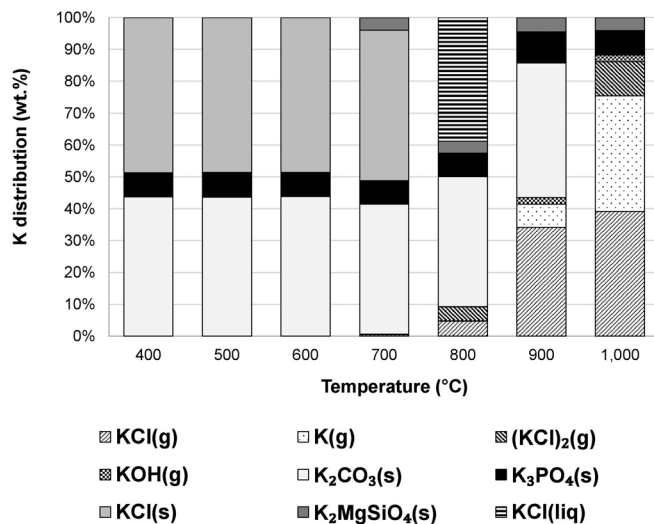 K distribution (wt.%)
100%
90%
80%
70%
60%
50%
40%
30%
20%
10%
0%
400 500 600 700 800 900 1,000
Temperature (°C)
KCl(g) K(g) (KCl)₂(g)
KOH(g) K₂CO₃(s) K₃PO₄(s)
KCl(s) K₂MgSiO₄(s) KCl(liq)